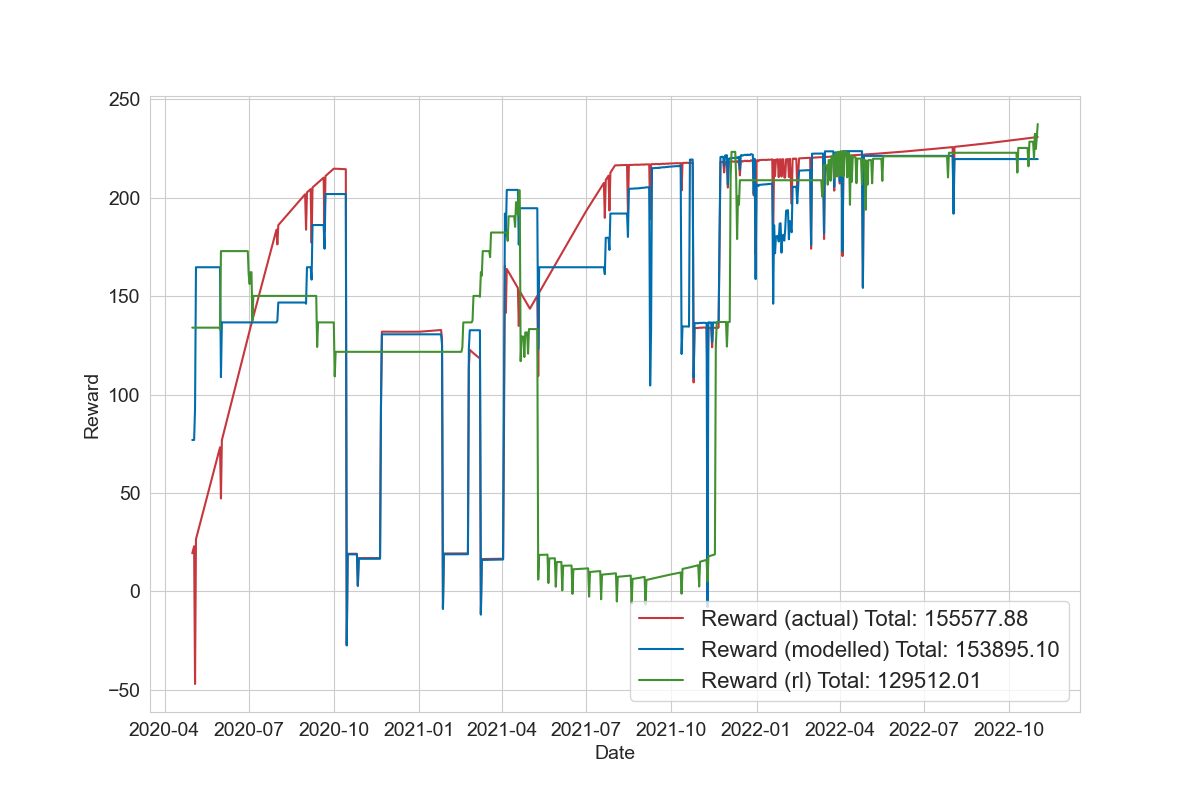 250
200
150
100
50
0
−50
Reward
Reward (actual) Total: 155577.88
Reward (modelled) Total: 153895.10
Reward (rl) Total: 129512.01
2020-04 2020-07 2020-10 2021-01 2021-04 2021-07 2021-10 2022-01 2022-04 2022-07 2022-10
Date